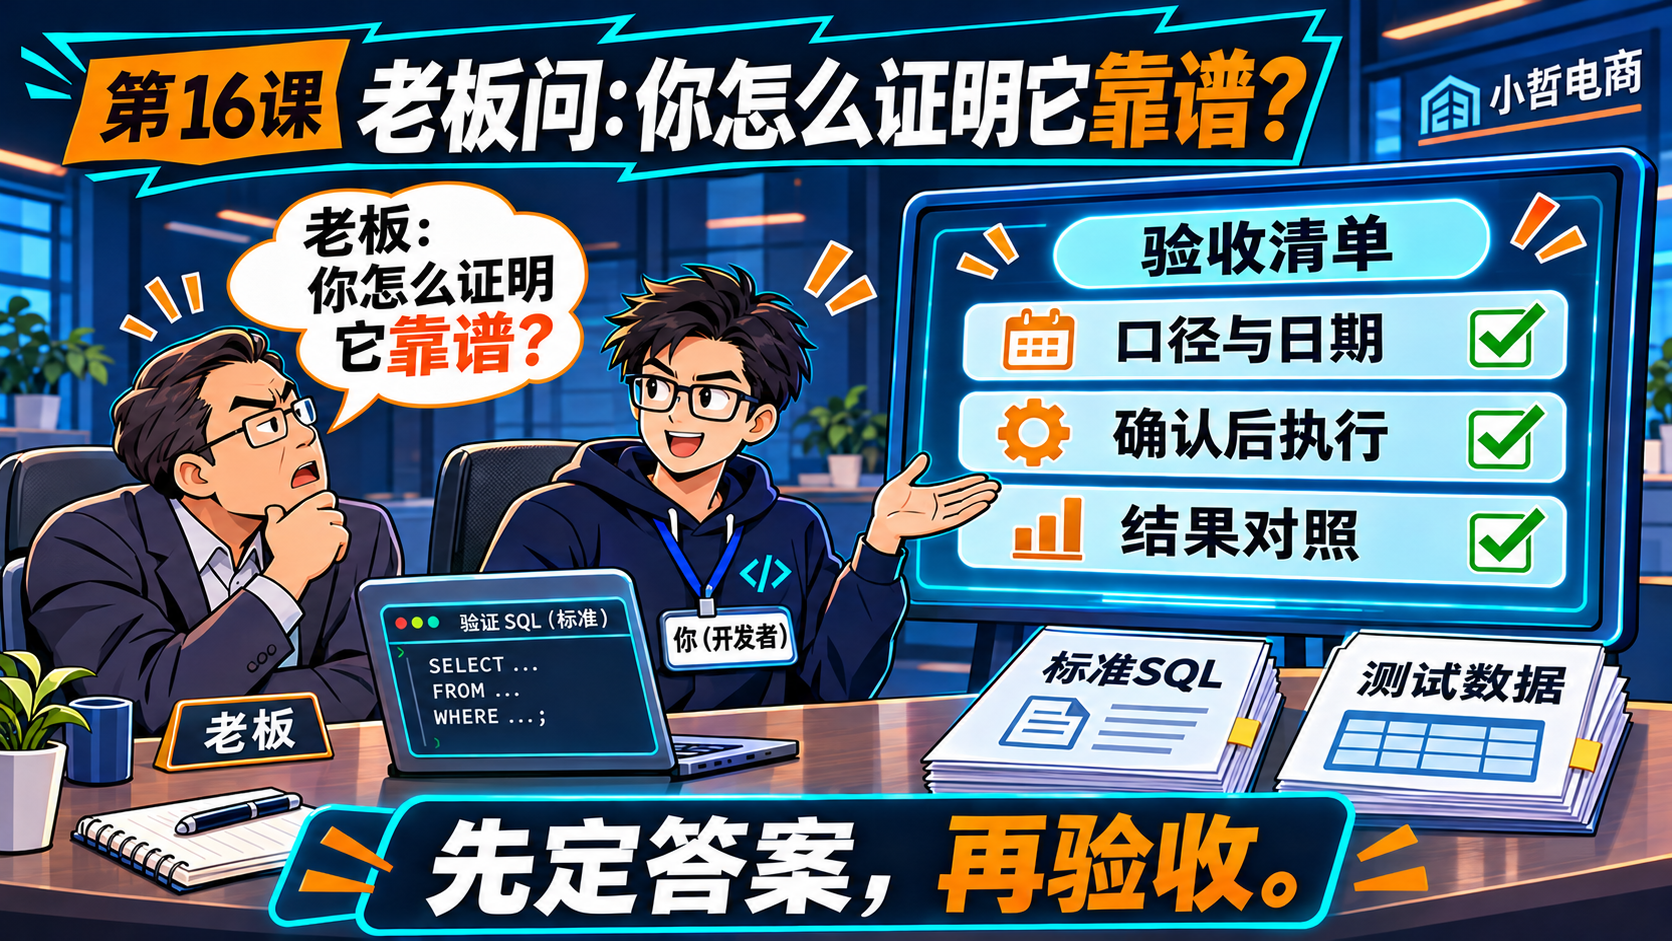 第16课 老板问：你怎么证明它靠谱？
小哲电商
老板：
你怎么证明
它靠谱？
验收清单
口径与日期
确认后执行
结果对照
验证 SQL（标准）
SELECT ...
FROM ...
WHERE ...;
</>
你（开发者）
老板
标准SQL
测试数据
先定答案，再验收。